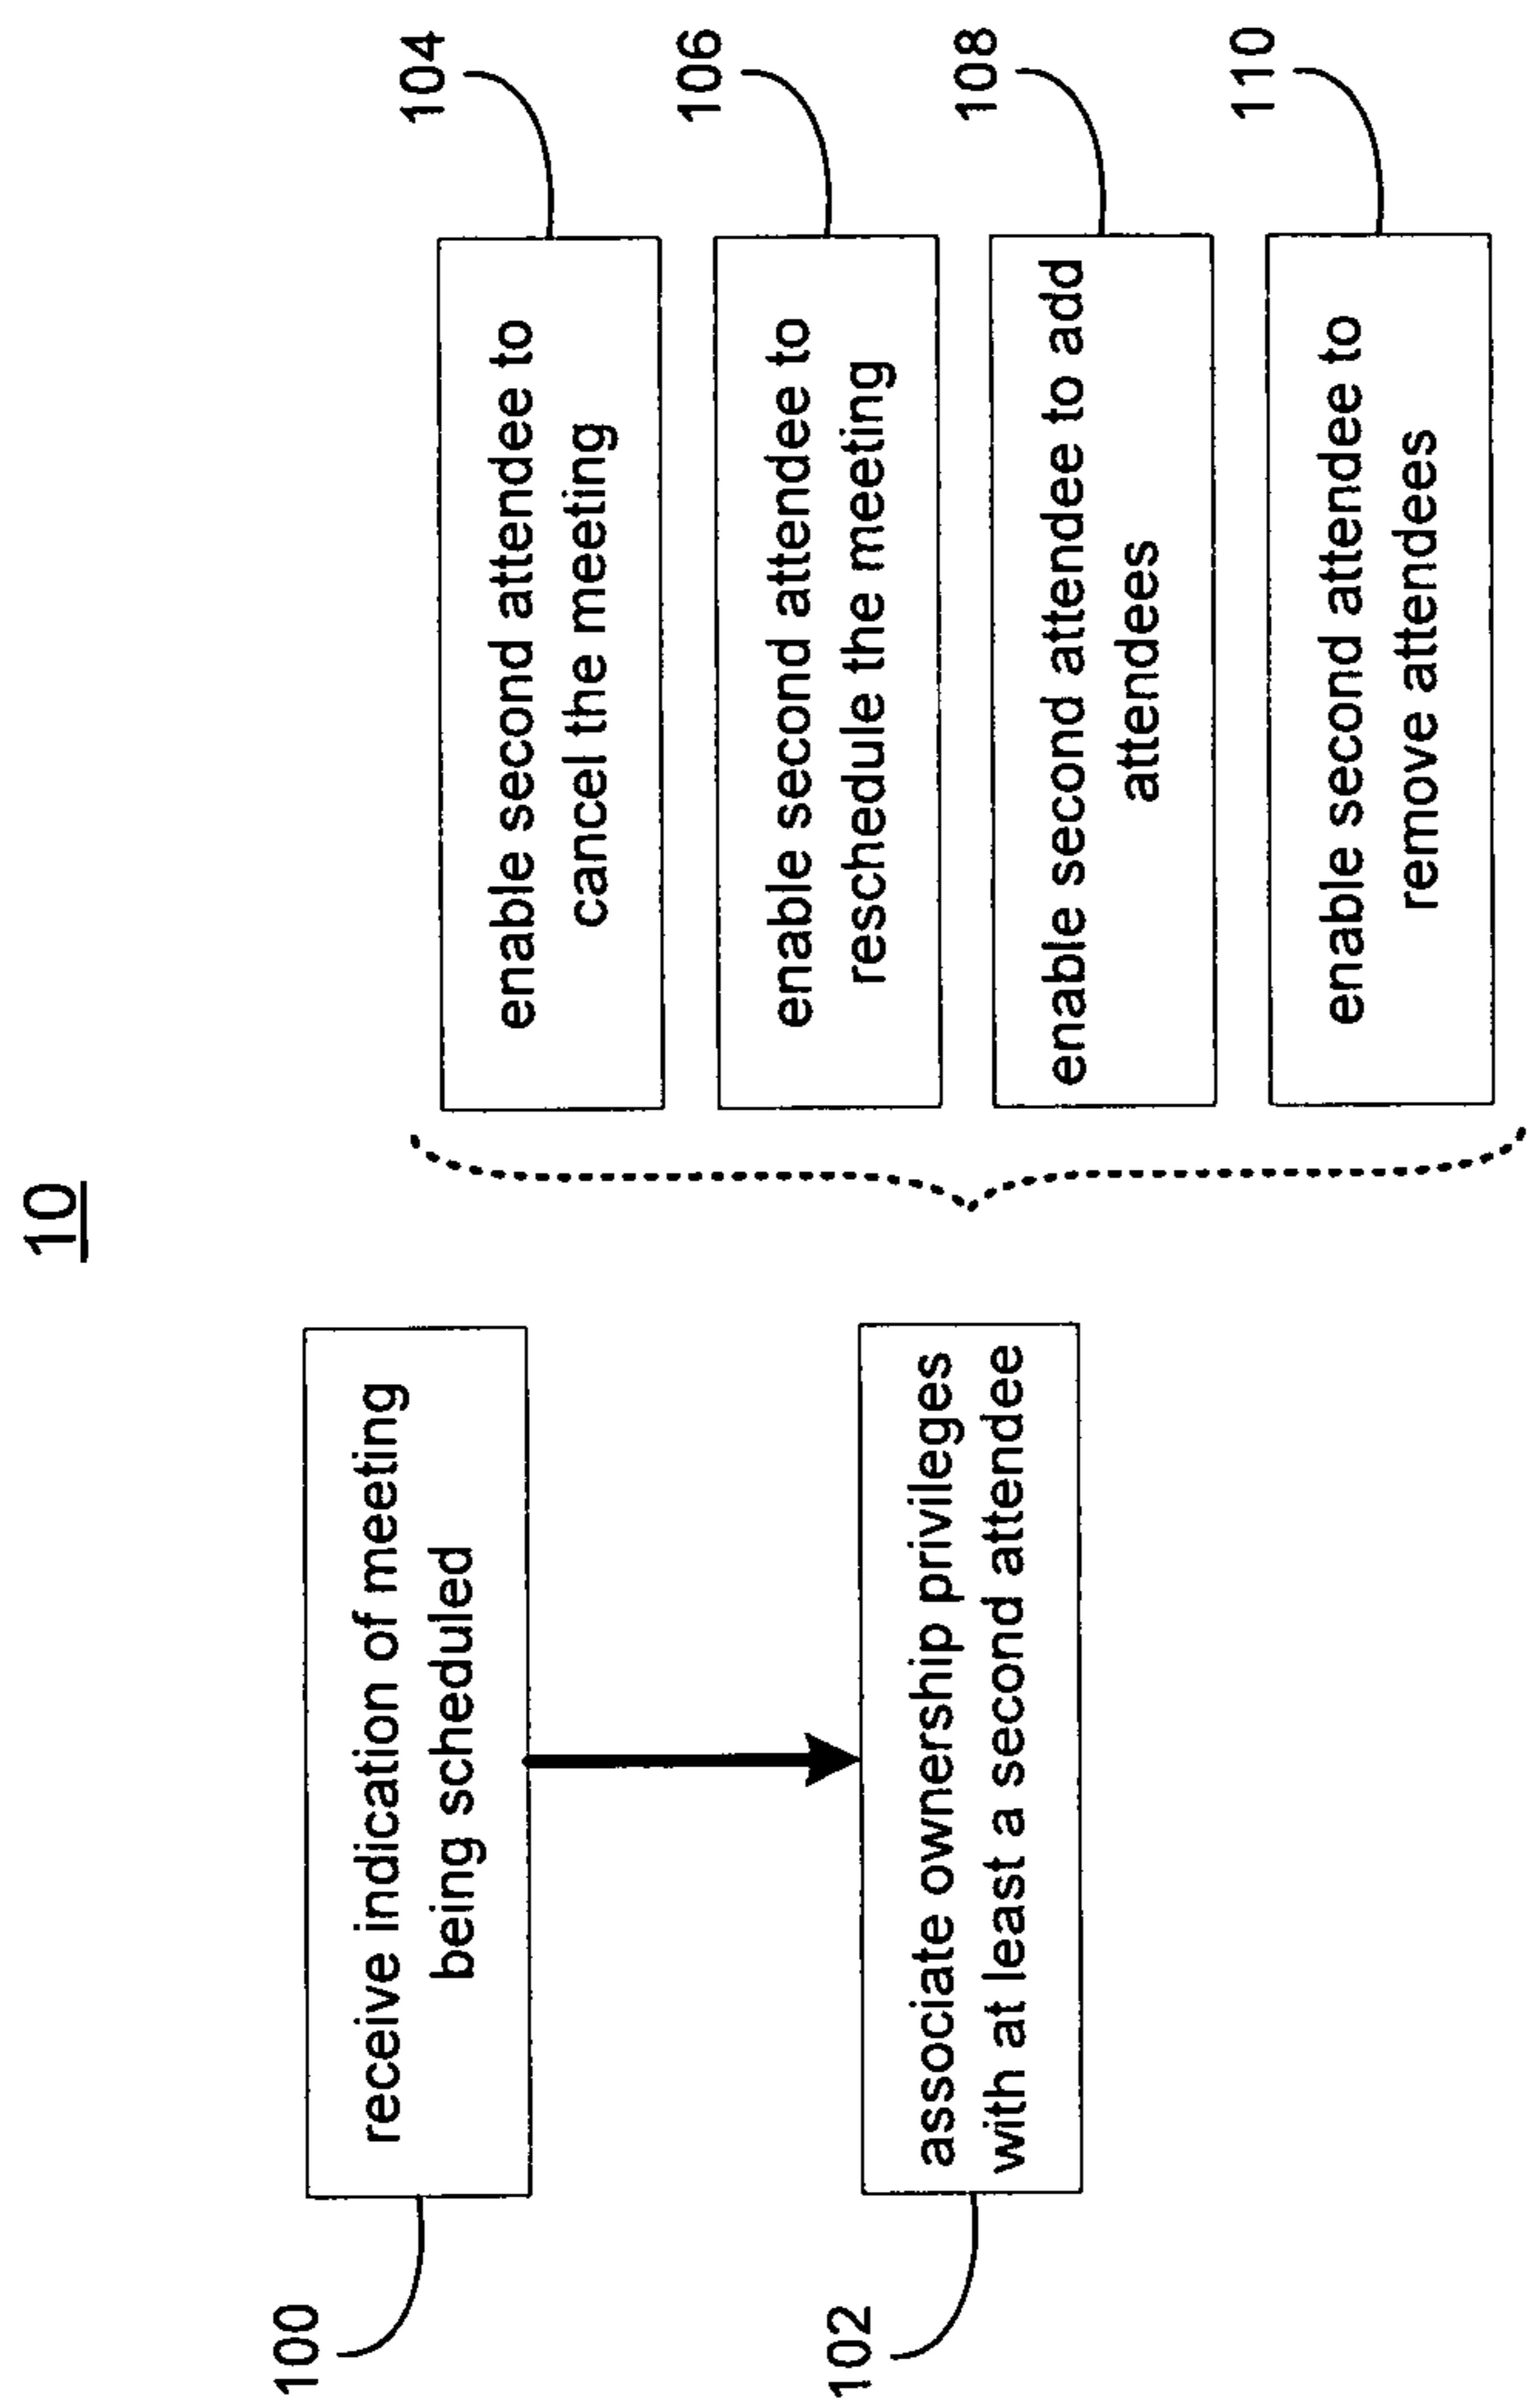 10
100
receive indication of meeting
being scheduled
102
associate ownership privileges
with at least a second attendee
enable second attendee to
cancel the meeting
104
enable second attendee to
reschedule the meeting
106
enable second attendee to add
attendees
108
enable second attendee to
remove attendees
110